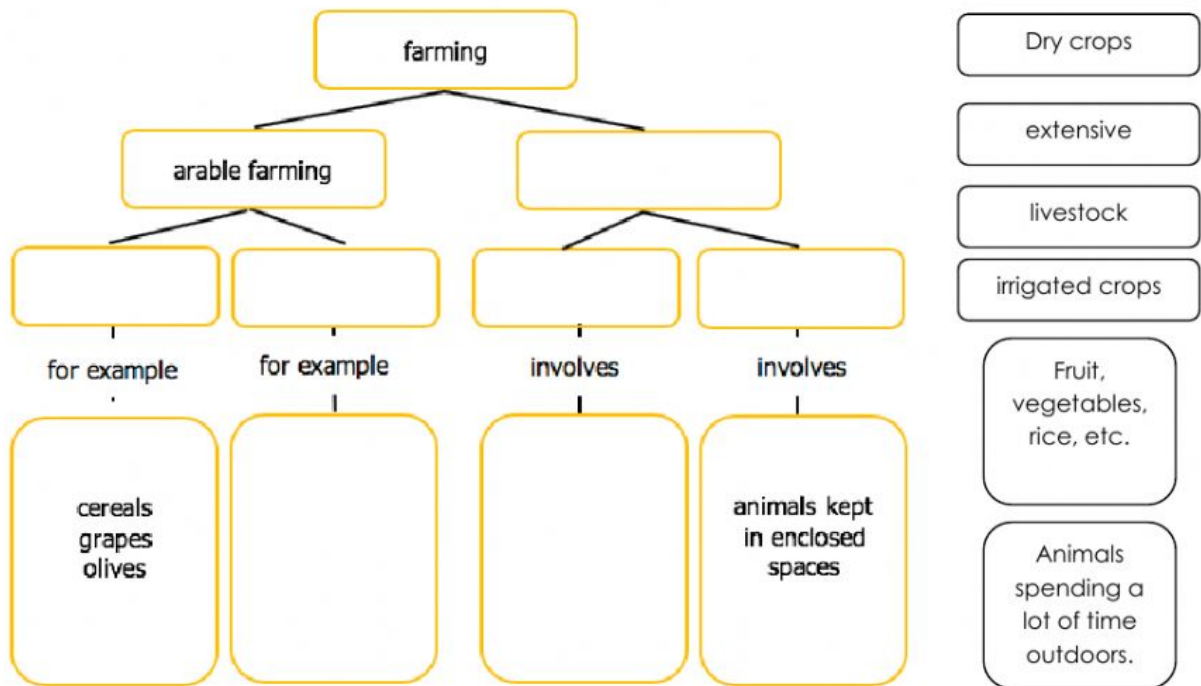 farming
arable farming
for example
for example
involves
involves
cereals
grapes
olives
animals kept
in enclosed
spaces
Dry crops
extensive
livestock
irrigated crops
Fruit,
vegetables,
rice, etc.
Animals
spending a
lot of time
outdoors.